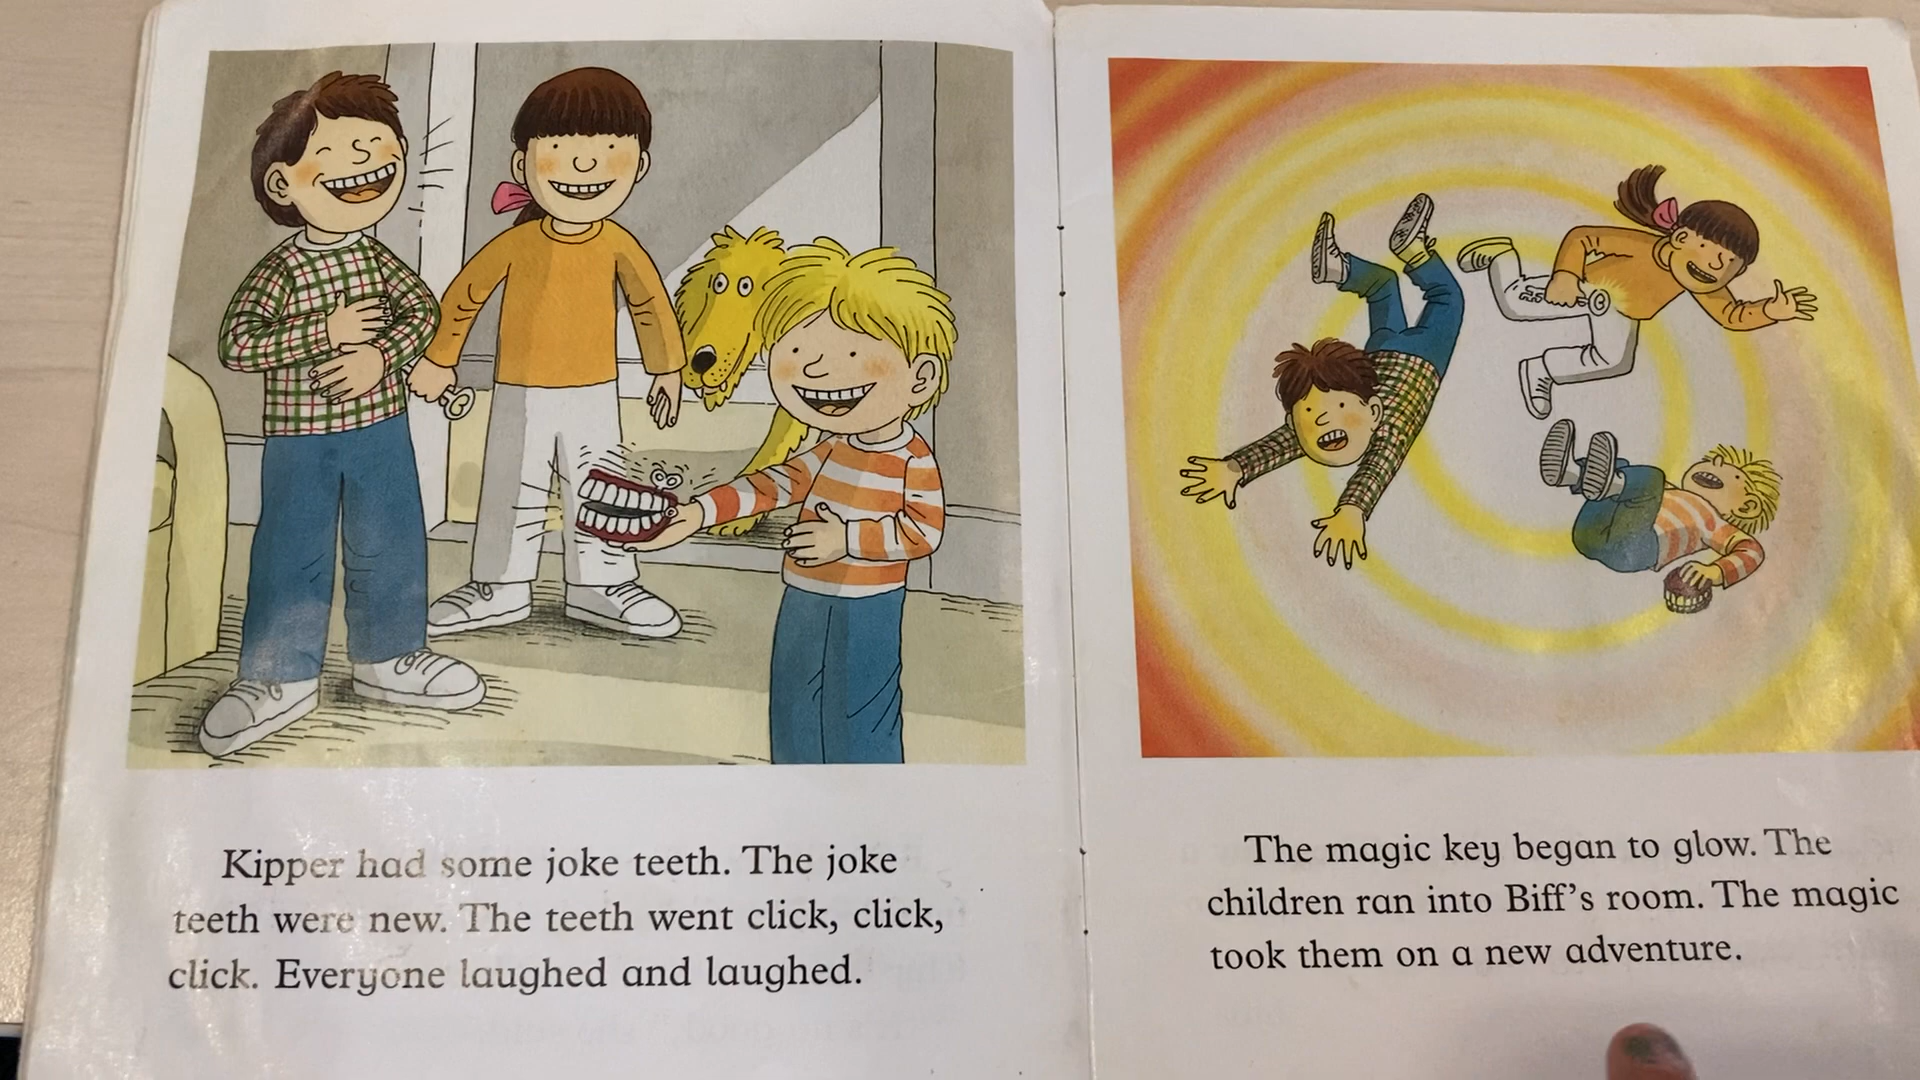 Kipper had some joke teeth. The joke
teeth were new. The teeth went click, click,
click. Everyone laughed and laughed.
The magic key began to glow. The
children ran into Biff's room. The magic
took them on a new adventure.